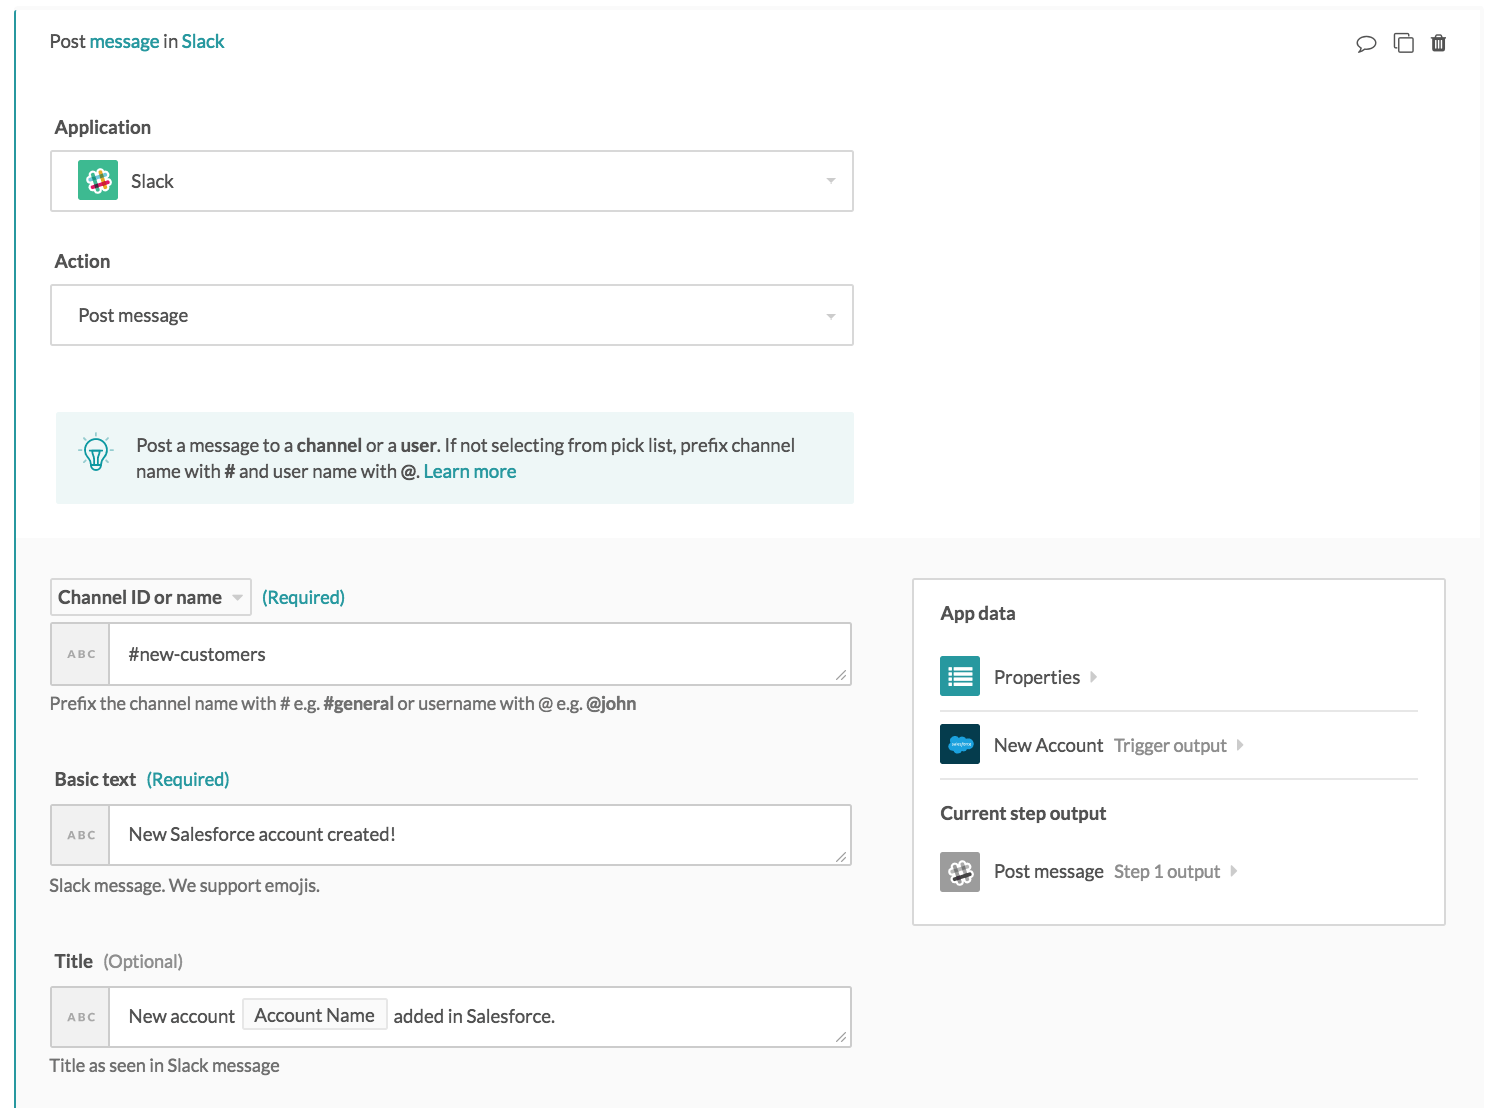 Post message in Slack
Application
Slack
Action
Post message
Post a message to a channel or a user. If not selecting from pick list, prefix channel
name with # and user name with @. Learn more
Channel ID or name (Required)
ABC #new-customers
Prefix the channel name with # e.g. #general or username with @ e.g. @john
Basic text (Required)
ABC New Salesforce account created!
Slack message. We support emojis.
Title (Optional)
ABC New account Account Name added in Salesforce.
Title as seen in Slack message
App data
Properties
salesforce
New Account Trigger output
Current step output
Post message Step 1 output